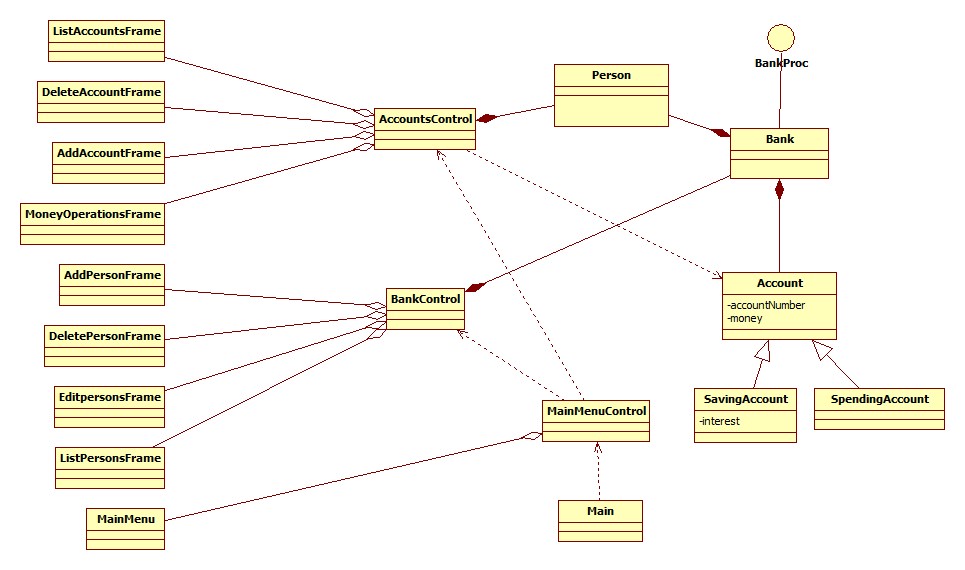 ListAccountsFrame
DeleteAccountFrame
AddAccountFrame
MoneyOperationsFrame
AddPersonFrame
DeletePersonFrame
EditpersonsFrame
ListPersonsFrame
MainMenu
AccountsControl
BankControl
MainMenuControl
Main
Person
BankProc
Bank
Account
-accountNumber
-money
SavingAccount
-interest
SpendingAccount